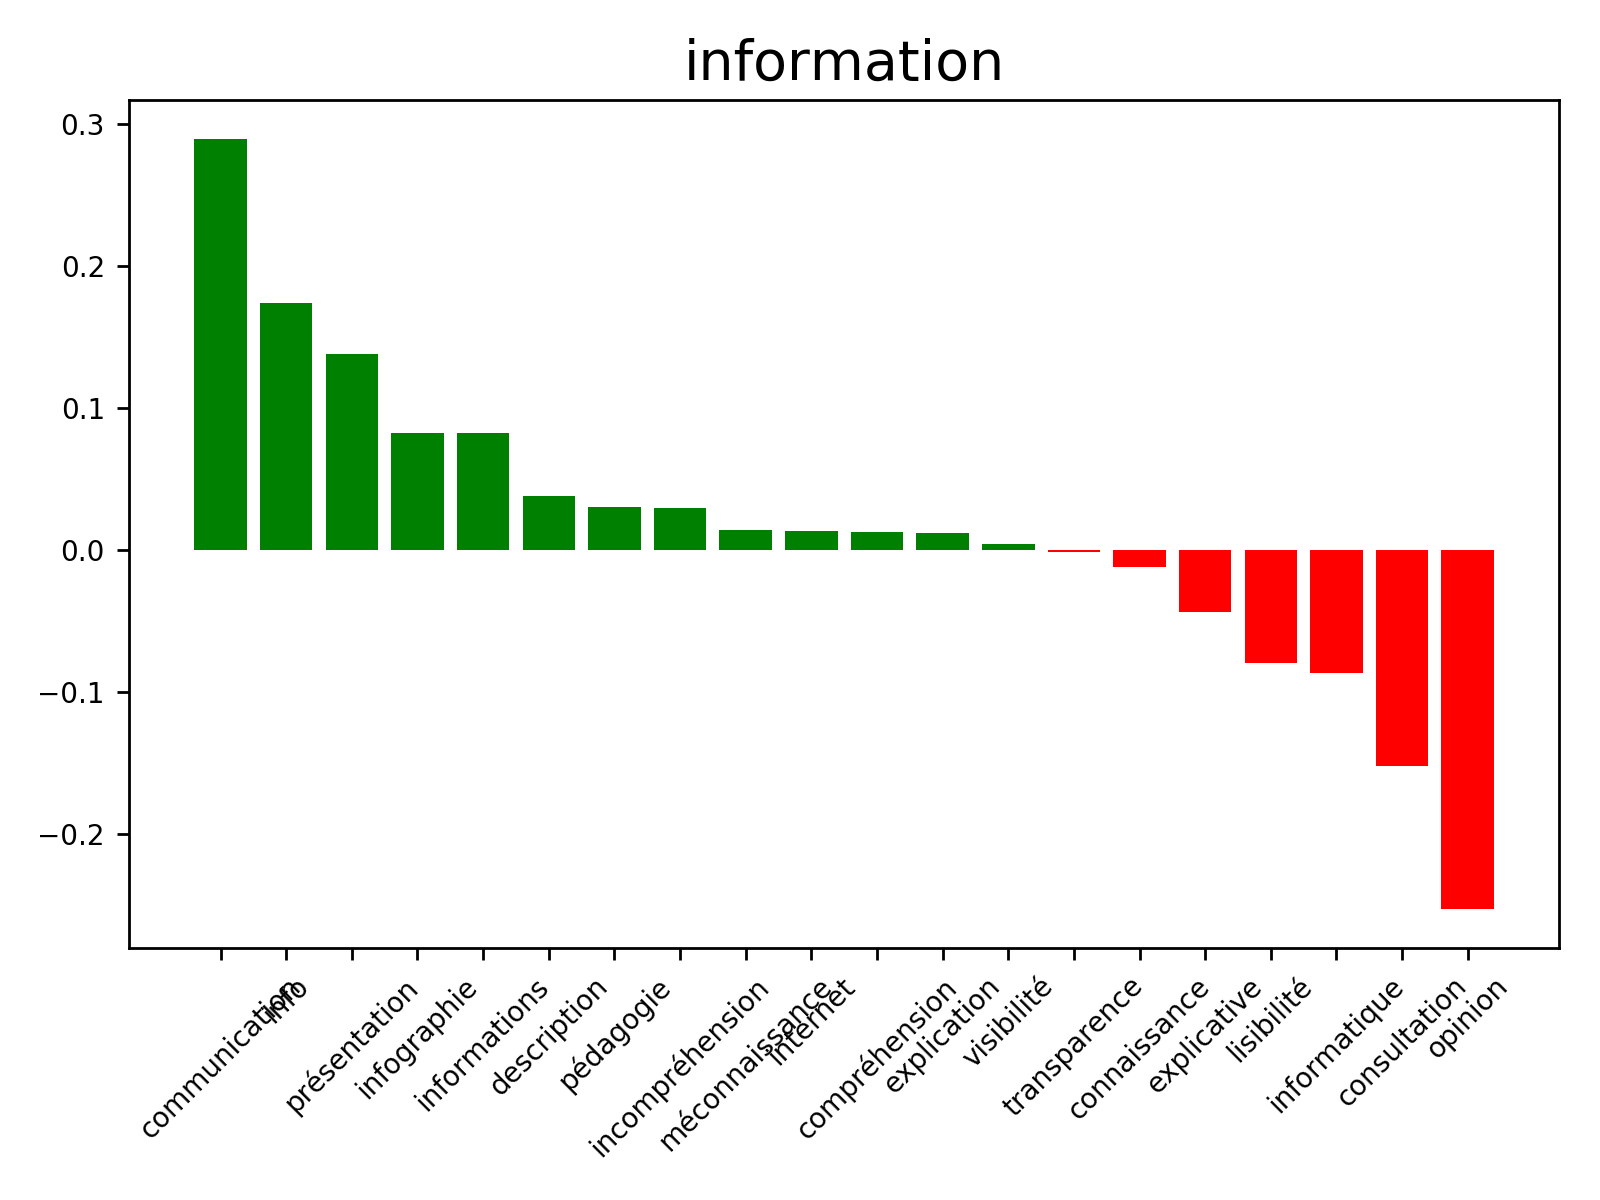 information
0.3
0.2
0.1
0.0
−0.1
−0.2
communication
info
présentation
infographie
informations
description
pédagogie
incompréhension
méconnaissance
internet
compréhension
explication
visibilité
transparence
connaissance
explicative
lisibilité
informatique
consultation
opinion